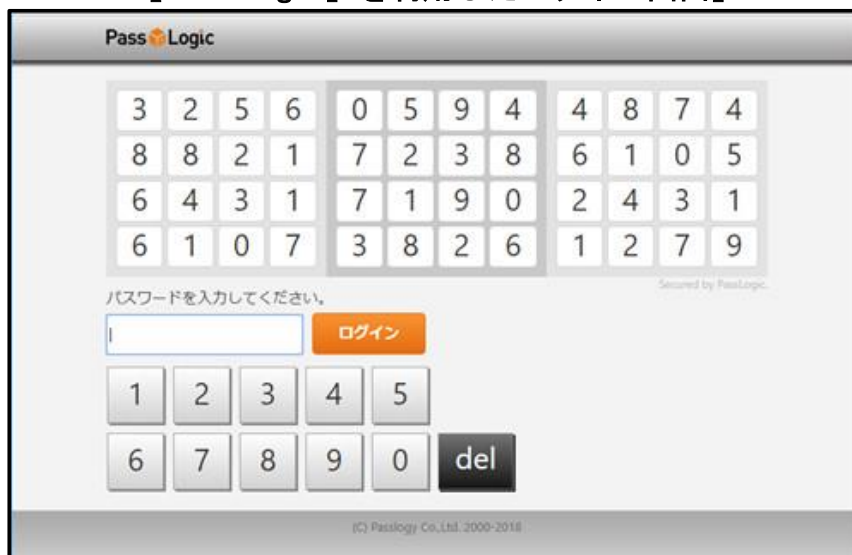 PassLogic
3 2 5 6 0 5 9 4 4 8 7 4
8 8 2 1 7 2 3 8 6 1 0 5
6 4 3 1 7 1 9 0 2 4 3 1
6 1 0 7 3 8 2 6 1 2 7 9
Secured by PassLogic.
パスワードを入力してください。
ログイン
1 2 3 4 5
6 7 8 9 0 del
(C) Passlogy Co.,Ltd. 2000-2018